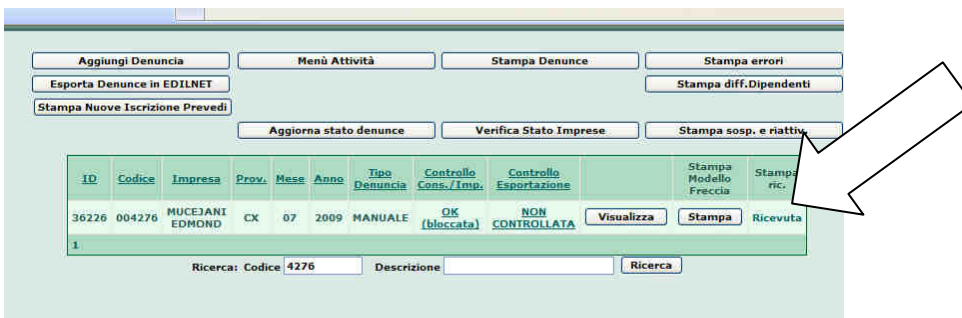 Aggiungi Denuncia Menù Attività Stampa Denunce Stampa errori
Esporta Denunce in EDILNET Stampa diff.Dipendenti
Stampa Nuove Iscrizione Prevedi
Aggiorna stato denunce Verifica Stato Imprese Stampa sosp. e riattiv.
ID Codice Impresa Prov. Mese Anno Tipo Denuncia Controllo Cons./Imp. Controllo Esportazione Stampa Modello Freccia Stampa ric.
36226 004276 MUCEJANI EDMOND CX 07 2009 MANUALE OK (bloccata) NON CONTROLLATA Visualizza Stampa Ricevuta
1
Ricerca: Codice 4276 Descrizione Ricerca